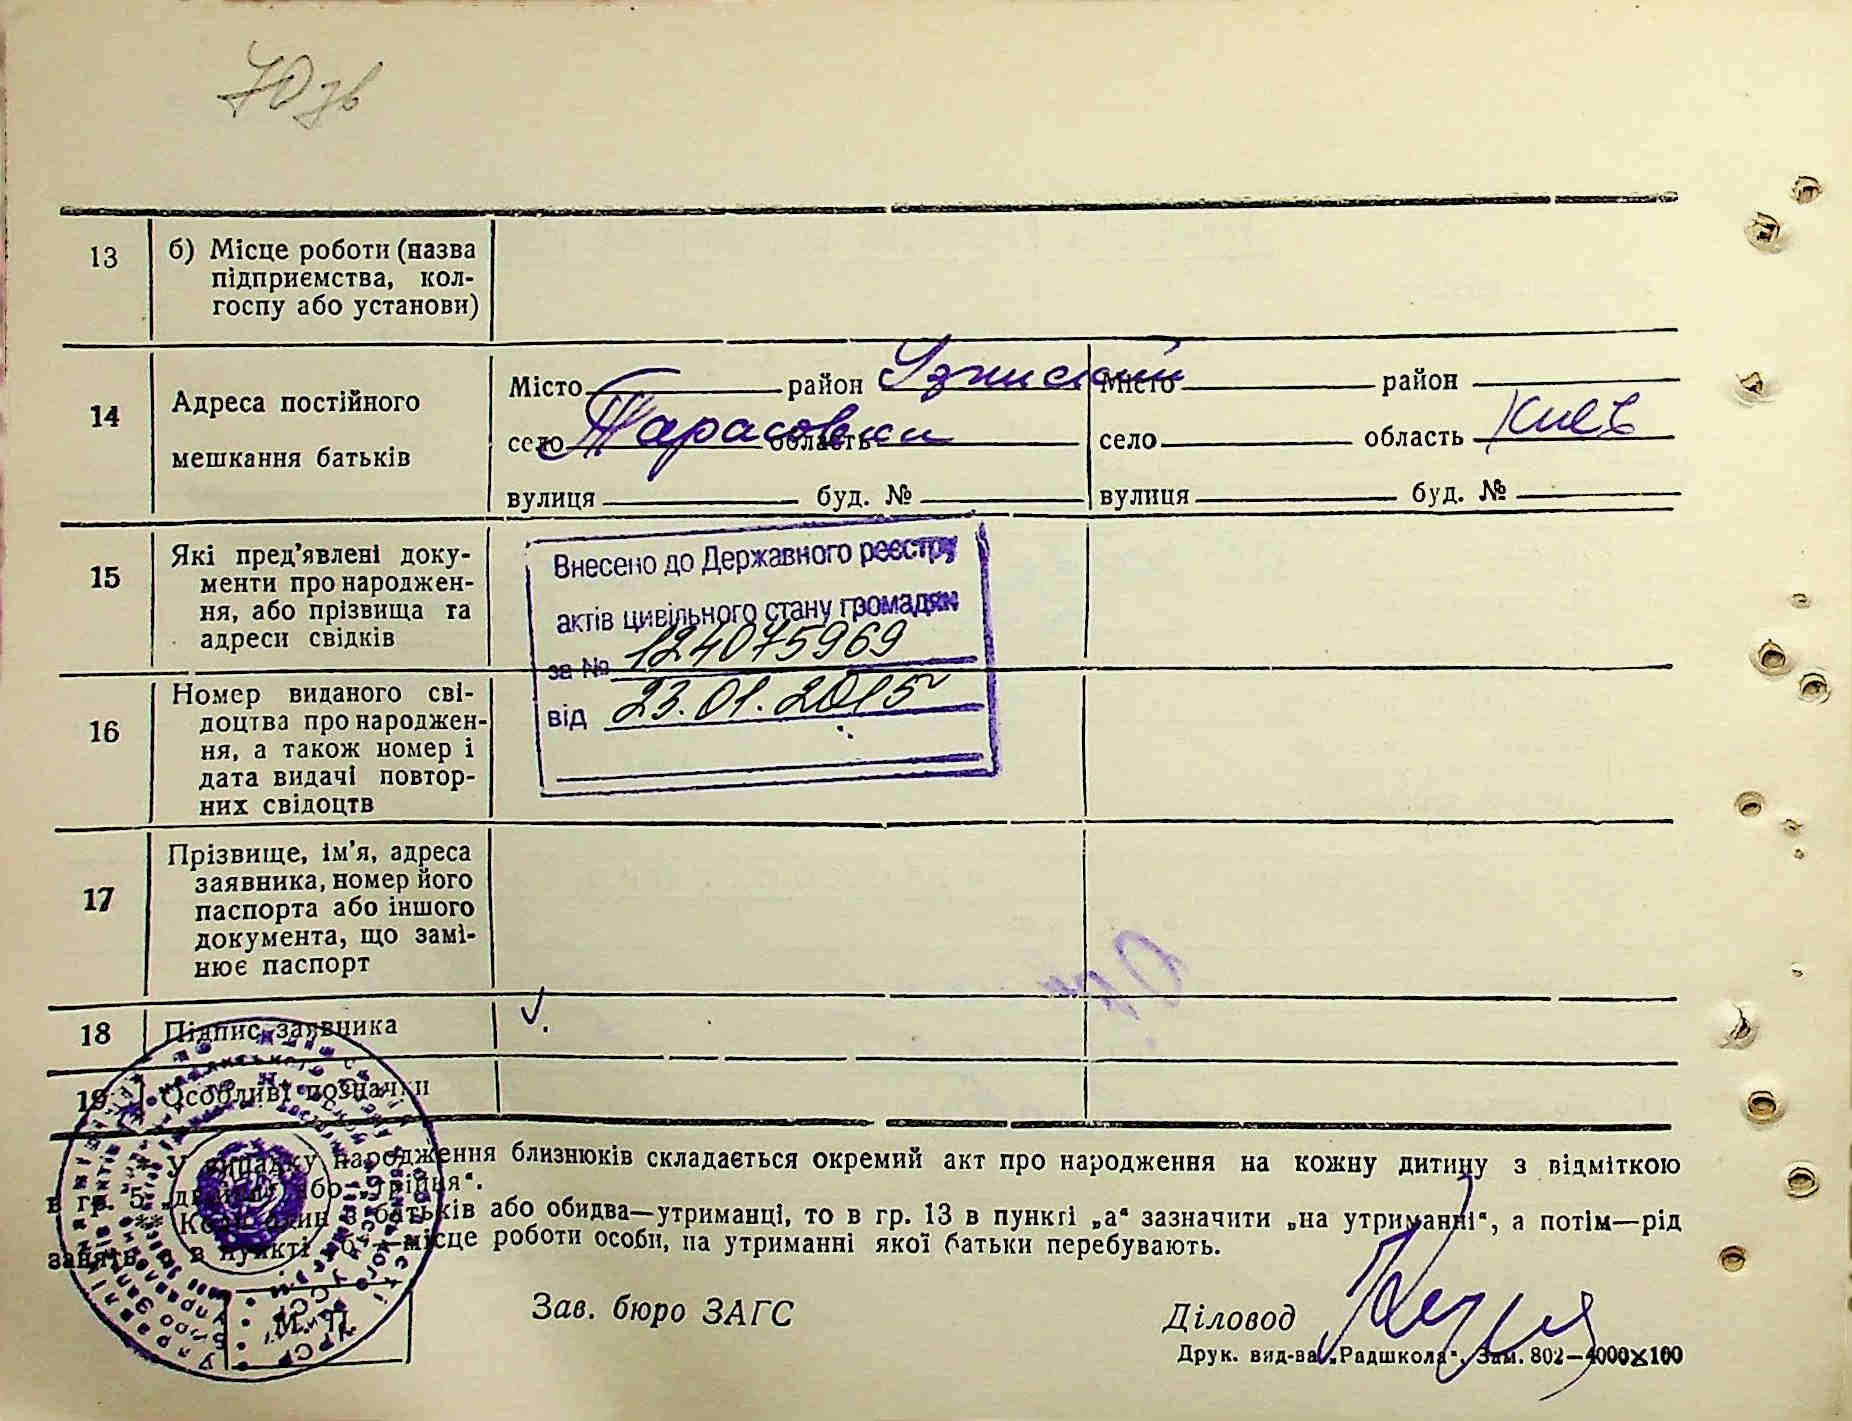 70 зв
13 б) Місце роботи (назва
підприємства, кол-
госпу або установи)
14 Адреса постійного
мешкання батьків
Місто район
село Тарасовка область
вулиця буд. №
Місто район
село область Киев
вулиця буд. №
15 Які пред'явлені доку-
менти про народжен-
ня, або прізвища та
адреси свідків
Внесено до Державного реєстру
актів цивільного стану громадян
за № 124075969
від 23.01.2015
16 Номер виданого сві-
доцтва про народжен-
ня, а також номер і
дата видачі повтор-
них свідоцтв
17 Прізвище, ім'я, адреса
заявника, номер його
паспорта або іншого
документа, що замі-
нює паспорт
18 Підпис заявника
19 Особливі позначки
* У випадку народження близнюків складається окремий акт про народження на кожну дитину з відміткою
в гр. 5 „двійня“ або „трійня“.
** Коли один з батьків або обидва—утриманці, то в гр. 13 в пункті „а“ зазначити „на утриманні“, а потім—рід
занять, в пункті „б“—місце роботи особи, на утриманні якої батьки перебувають.
М. П.
Зав. бюро ЗАГС
Діловод
Друк. вид-ва „Радшкола“. Зам. 802—4000×100